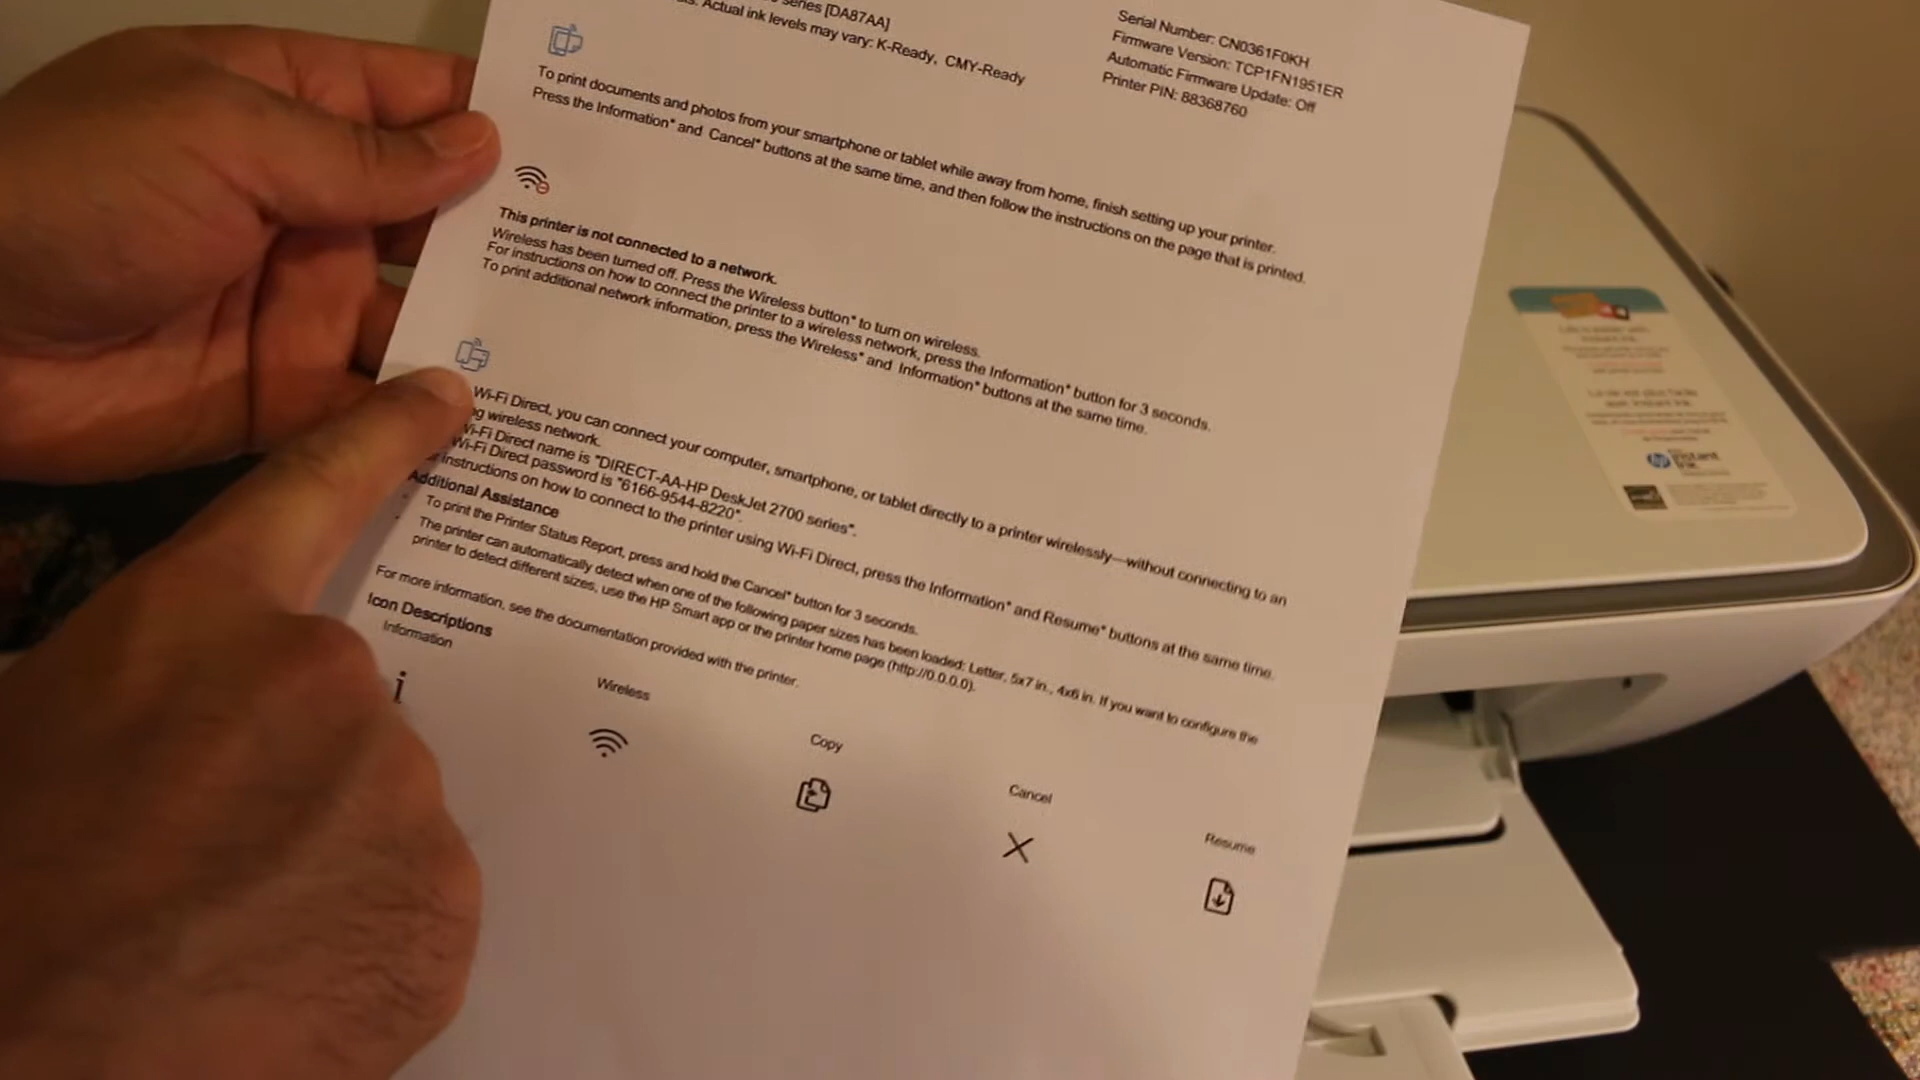 series [DA87AA]
Actual ink levels may vary: K-Ready, CMY-Ready
Serial Number: CN0361F0KH
Firmware Version: TCP1FN1951ER
Automatic Firmware Update: Off
Printer PIN: 88368760
To print documents and photos from your smartphone or tablet while away from home, finish setting up your printer.
Press the Information* and Cancel* buttons at the same time, and then follow the instructions on the page that is printed.
This printer is not connected to a network.
Wireless has been turned off. Press the Wireless button* to turn on wireless.
For instructions on how to connect the printer to a wireless network, press the Information* button for 3 seconds.
To print additional network information, press the Wireless* and Information* buttons at the same time.
Wi-Fi Direct, you can connect your computer, smartphone, or tablet directly to a printer wirelessly—without connecting to an
wireless network.
Wi-Fi Direct name is "DIRECT-AA-HP DeskJet 2700 series".
Wi-Fi Direct password is "6166-9544-8220".
instructions on how to connect to the printer using Wi-Fi Direct, press the Information* and Resume* buttons at the same time.
Additional Assistance
To print the Printer Status Report, press and hold the Cancel* button for 3 seconds.
The printer can automatically detect when one of the following paper sizes has been loaded: Letter, 5x7 in., 4x6 in. If you want to configure the
printer to detect different sizes, use the HP Smart app or the printer home page (http://0.0.0.0).
For more information, see the documentation provided with the printer.
Icon Descriptions
Information
Wireless
Copy
Cancel
Resume
hp instant
ink